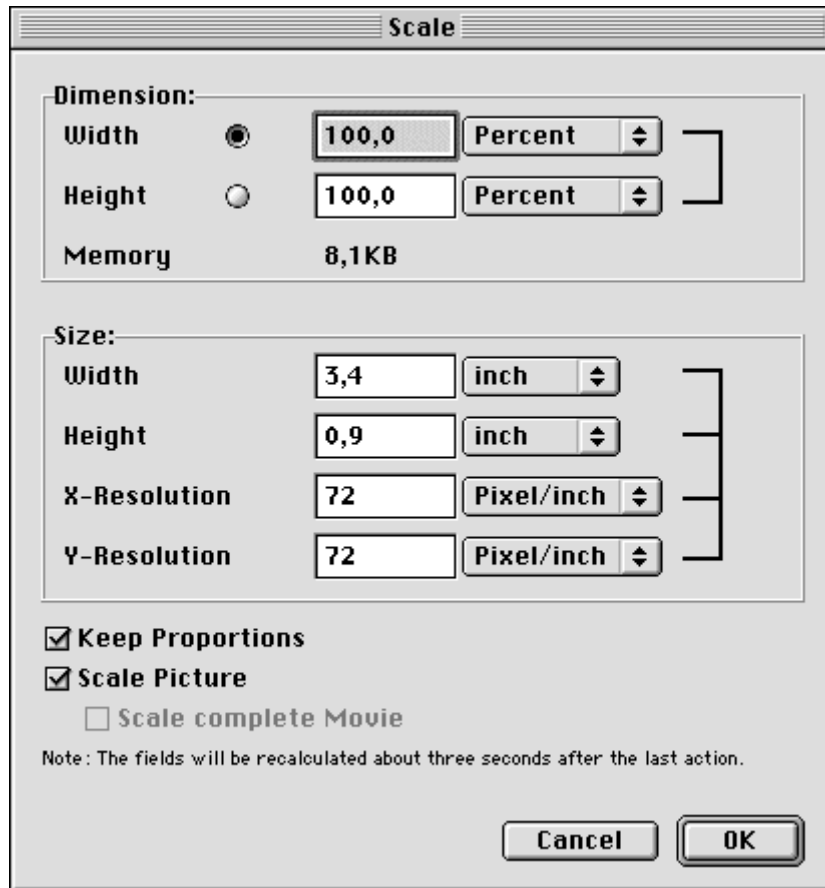 Scale
Dimension:
Width 100,0 Percent
Height 100,0 Percent
Memory 8,1KB
Size:
Width 3,4 inch
Height 0,9 inch
X-Resolution 72 Pixel/inch
Y-Resolution 72 Pixel/inch
Keep Proportions
Scale Picture
Scale complete Movie
Note: The fields will be recalculated about three seconds after the last action.
Cancel OK